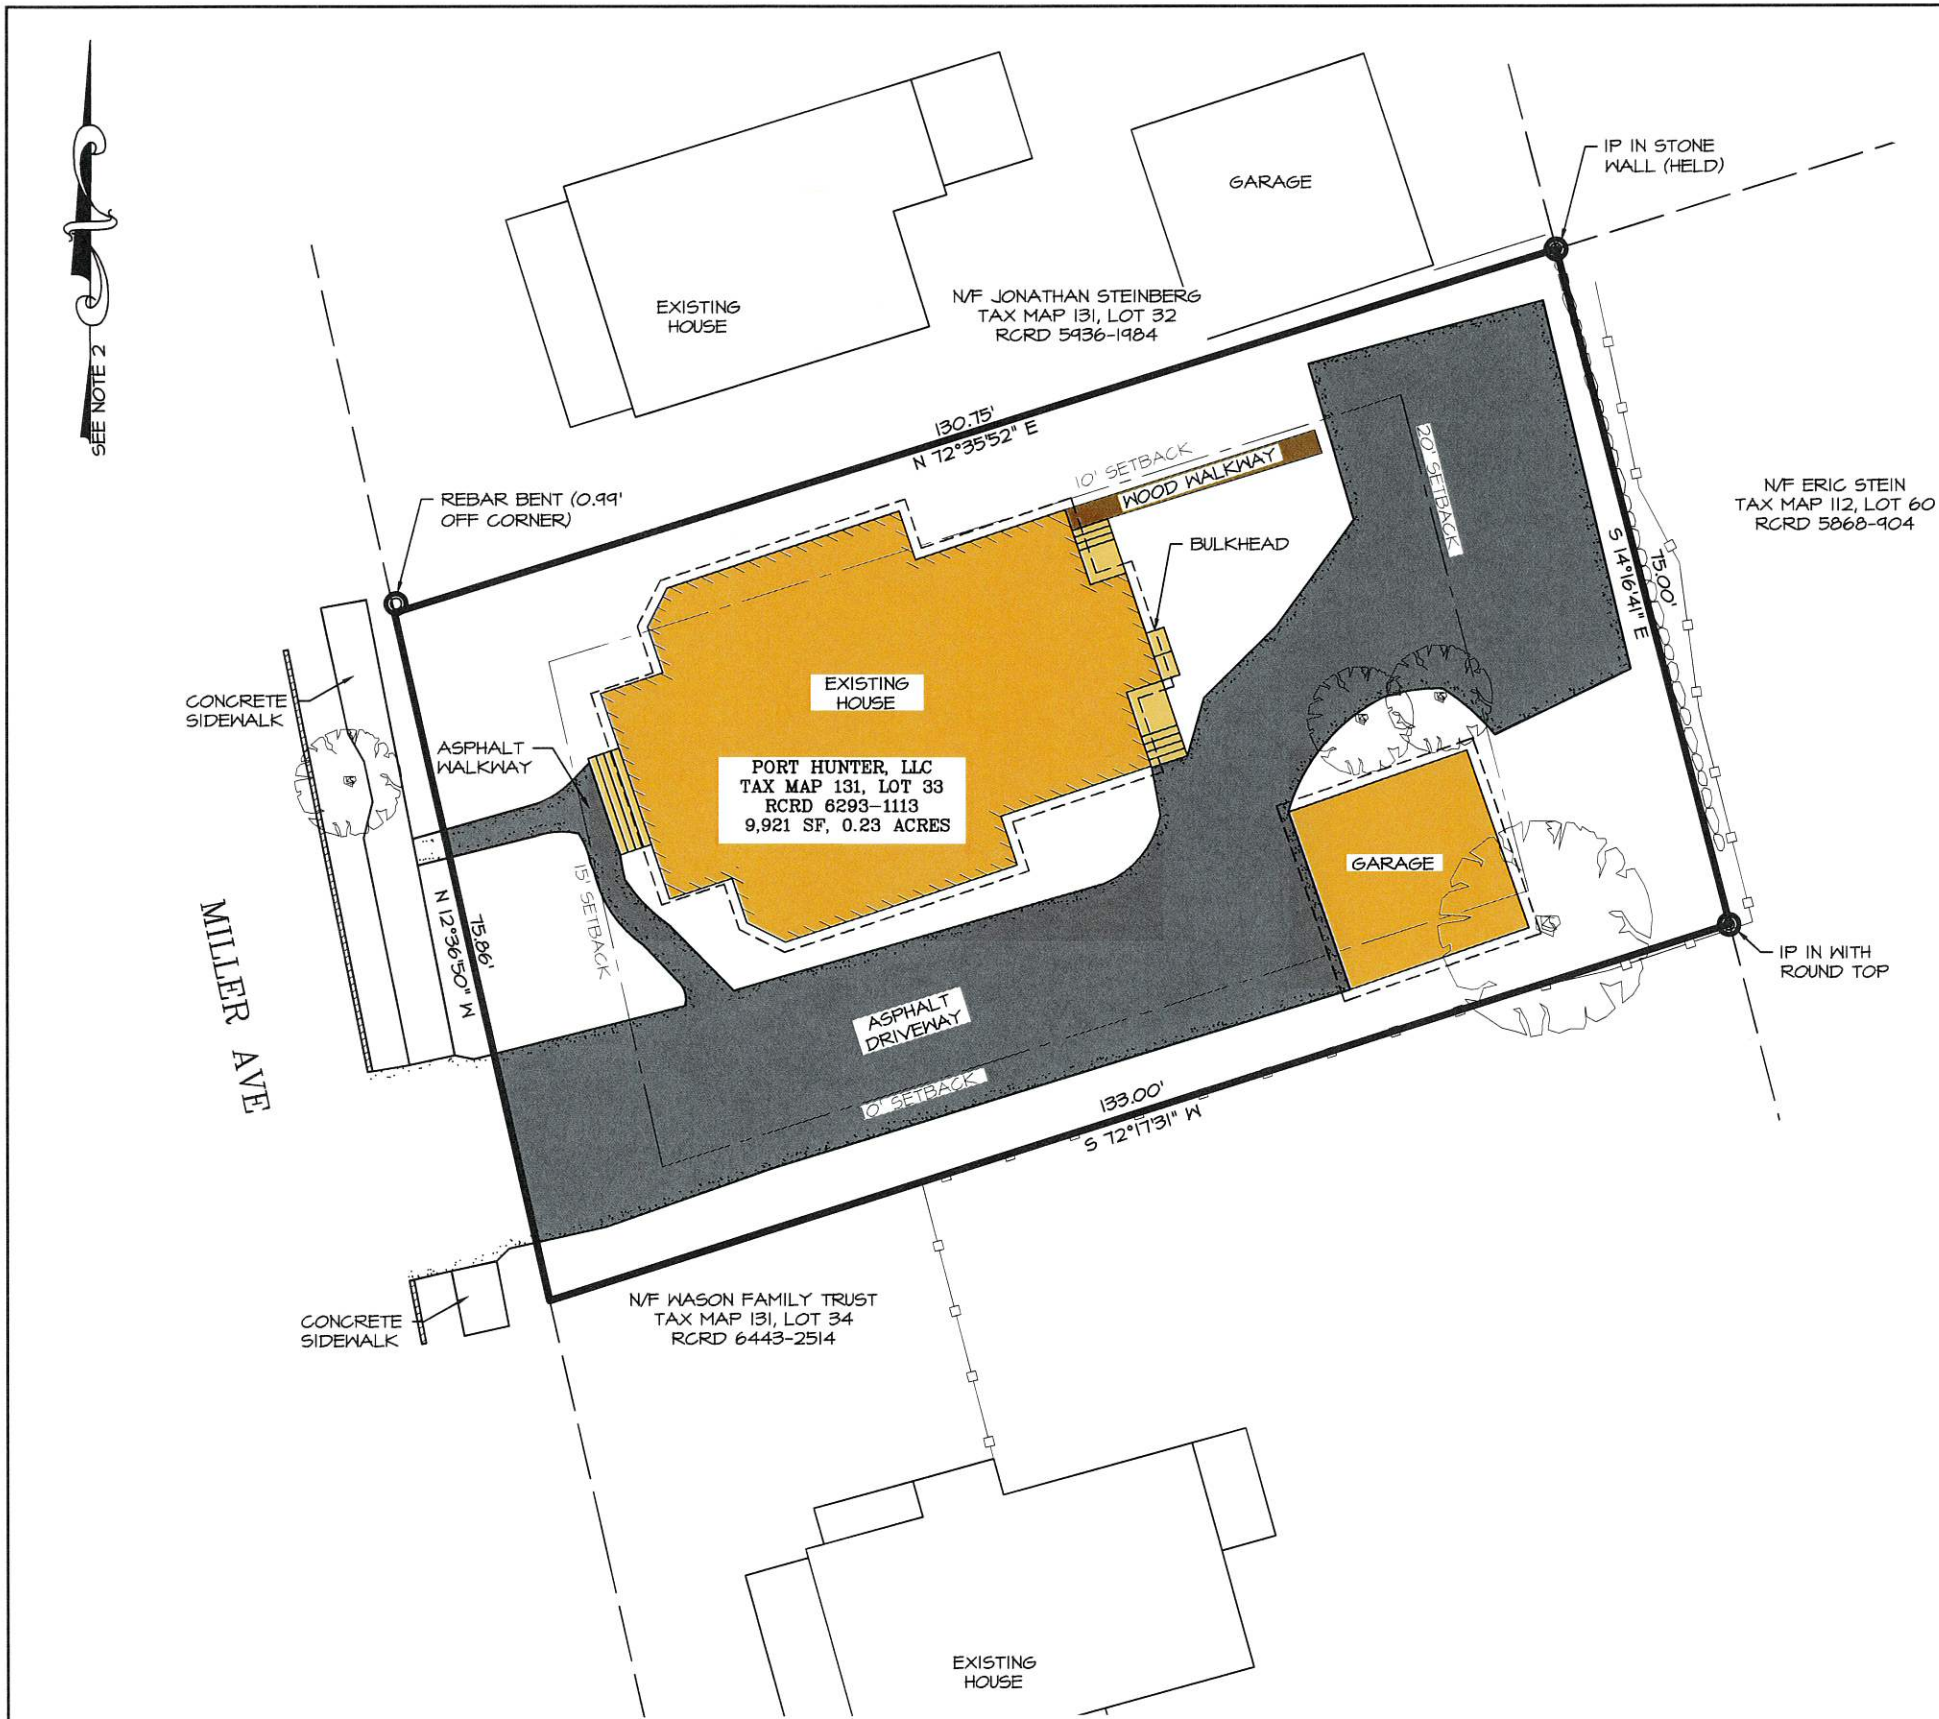 SEE NOTE 2
IP IN STONE
WALL (HELD)
GARAGE
EXISTING
HOUSE
N/F JONATHAN STEINBERG
TAX MAP 131, LOT 32
RCRD 5936-1984
130.75'
N 72°35'52" E
10' SETBACK
WOOD WALKWAY
20' SETBACK
N/F ERIC STEIN
TAX MAP 112, LOT 60
RCRD 5868-904
REBAR BENT (0.99'
OFF CORNER)
BULKHEAD
75.00'
S 14°16'41" E
CONCRETE
SIDEWALK
ASPHALT
WALKWAY
EXISTING
HOUSE
PORT HUNTER, LLC
TAX MAP 131, LOT 33
RCRD 6293-1113
9,921 SF, 0.23 ACRES
GARAGE
15' SETBACK
75.86'
N 12°36'50" W
MILLER AVE
IP IN WITH
ROUND TOP
ASPHALT
DRIVEWAY
0' SETBACK
133.00'
S 72°17'31" W
CONCRETE
SIDEWALK
N/F WASON FAMILY TRUST
TAX MAP 131, LOT 34
RCRD 6443-2514
EXISTING
HOUSE